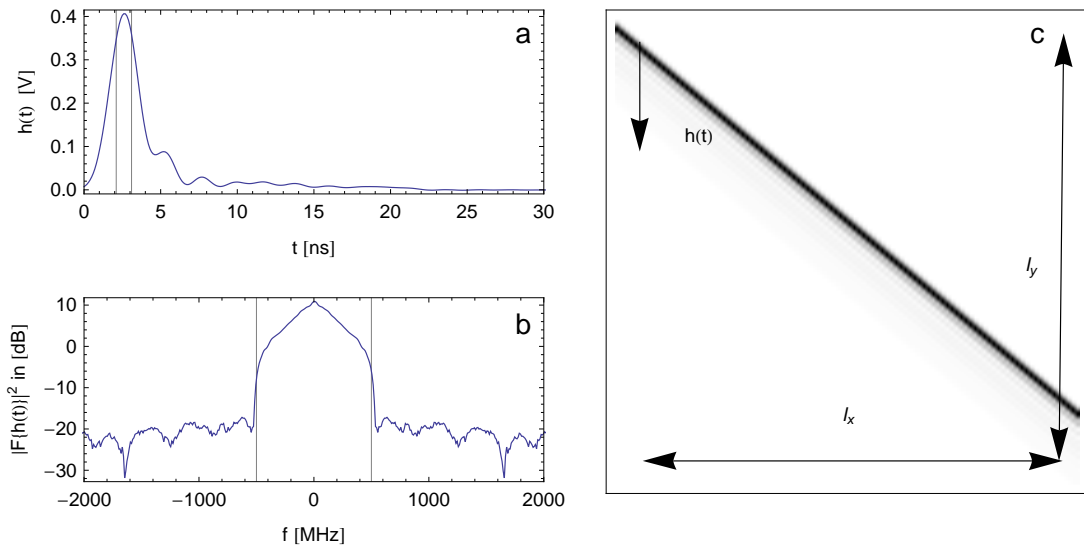 a
0.4
0.3
0.2
0.1
0.0
h(t) [V]
0 5 10 15 20 25 30
t [ns]
b
10
0
−10
−20
−30
|F{h(t)}|² in [dB]
−2000 −1000 0 1000 2000
f [MHz]
c
h(t)
l_y
l_x